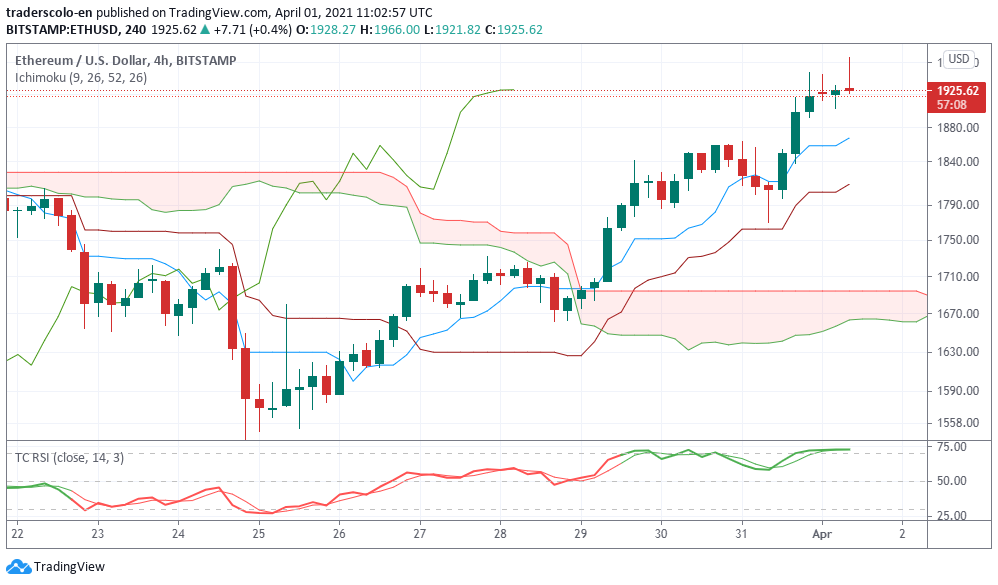 traderscolo-en published on TradingView.com, April 01, 2021 11:02:57 UTC
BITSTAMP:ETHUSD, 240 1925.62 ▲ +7.71 (+0.4%) O:1928.27 H:1966.00 L:1921.82 C:1925.62
Ethereum / U.S. Dollar, 4h, BITSTAMP
Ichimoku (9, 26, 52, 26)
USD
1925.62
57:08
1880.00
1840.00
1790.00
1750.00
1710.00
1670.00
1630.00
1590.00
1558.00
TC RSI (close, 14, 3)
75.00
50.00
25.00
22 23 24 25 26 27 28 29 30 31 Apr 2
TradingView